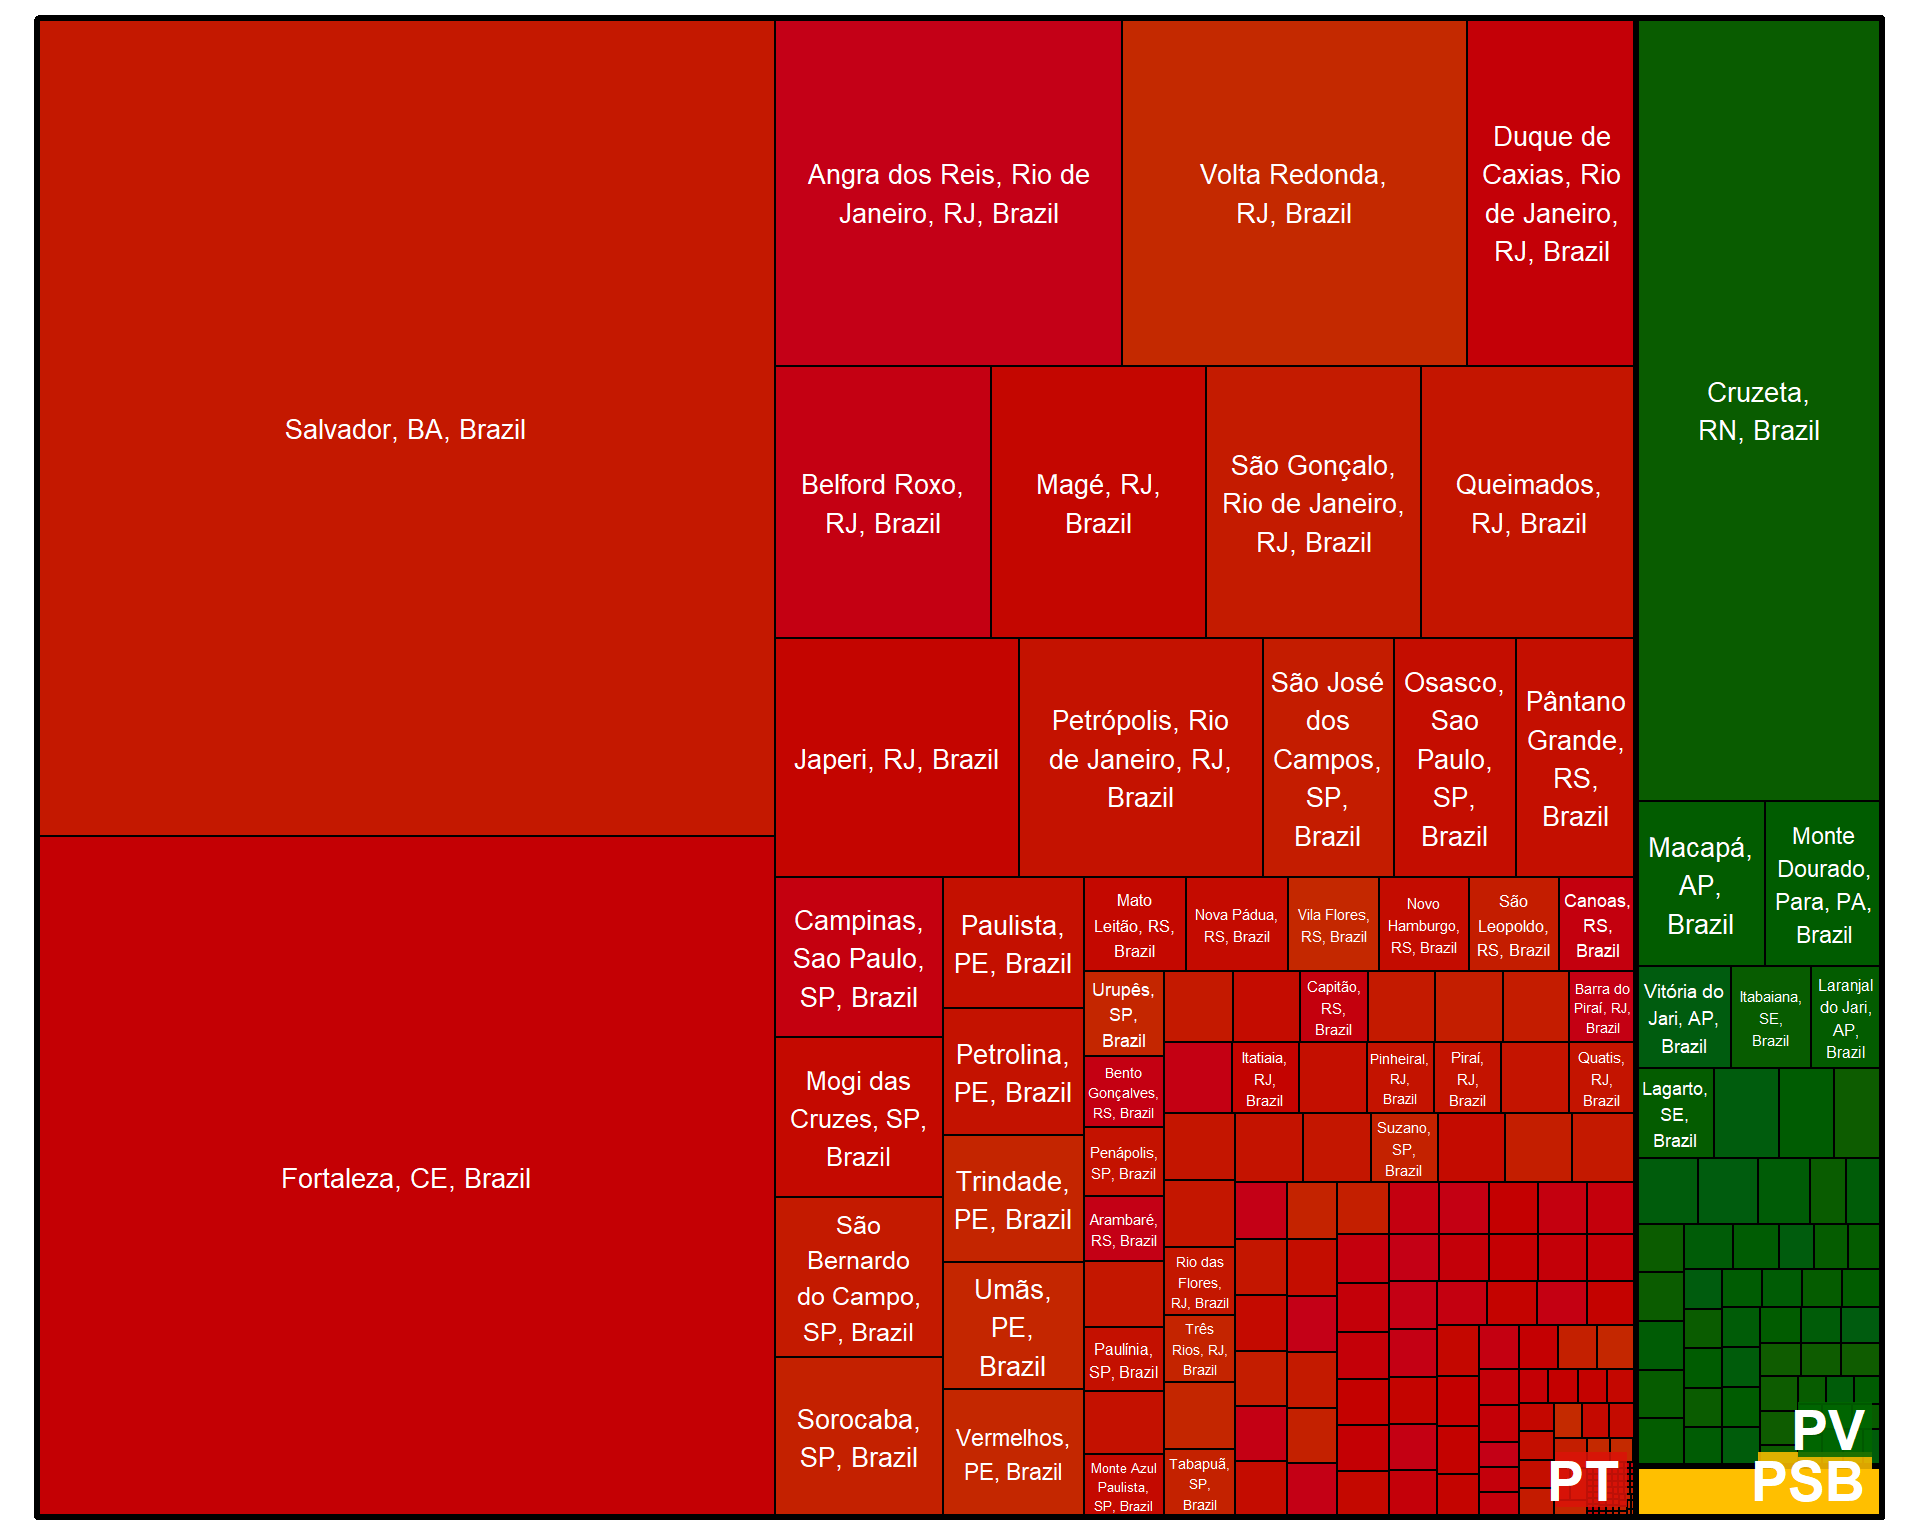 Salvador, BA, Brazil
Fortaleza, CE, Brazil
Angra dos Reis, Rio de
Janeiro, RJ, Brazil
Volta Redonda,
RJ, Brazil
Duque de
Caxias, Rio
de Janeiro,
RJ, Brazil
Belford Roxo,
RJ, Brazil
Magé, RJ,
Brazil
São Gonçalo,
Rio de Janeiro,
RJ, Brazil
Queimados,
RJ, Brazil
Japeri, RJ, Brazil
Petrópolis, Rio
de Janeiro, RJ,
Brazil
São José
dos
Campos,
SP,
Brazil
Osasco,
Sao
Paulo,
SP,
Brazil
Pântano
Grande,
RS,
Brazil
Campinas,
Sao Paulo,
SP, Brazil
Mogi das
Cruzes, SP,
Brazil
São
Bernardo
do Campo,
SP, Brazil
Sorocaba,
SP, Brazil
Paulista,
PE, Brazil
Petrolina,
PE, Brazil
Trindade,
PE, Brazil
Umãs,
PE,
Brazil
Vermelhos,
PE, Brazil
Mato
Leitão, RS,
Brazil
Nova Pádua,
RS, Brazil
Vila Flores,
RS, Brazil
Novo
Hamburgo,
RS, Brazil
São
Leopoldo,
RS, Brazil
Canoas,
RS,
Brazil
Urupês,
SP,
Brazil
Bento
Gonçalves,
RS, Brazil
Penápolis,
SP, Brazil
Arambaré,
RS, Brazil
Paulínia,
SP, Brazil
Monte Azul
Paulista,
SP, Brazil
Capitão,
RS,
Brazil
Barra do
Piraí, RJ,
Brazil
Itatiaia,
RJ,
Brazil
Pinheiral,
RJ,
Brazil
Piraí,
RJ,
Brazil
Quatis,
RJ,
Brazil
Suzano,
SP,
Brazil
Rio das
Flores,
RJ, Brazil
Três
Rios, RJ,
Brazil
Tabapuã,
SP,
Brazil
PT
Cruzeta,
RN, Brazil
Macapá,
AP,
Brazil
Monte
Dourado,
Para, PA,
Brazil
Vitória do
Jari, AP,
Brazil
Itabaiana,
SE,
Brazil
Laranjal
do Jari,
AP,
Brazil
Lagarto,
SE,
Brazil
PV
PSB